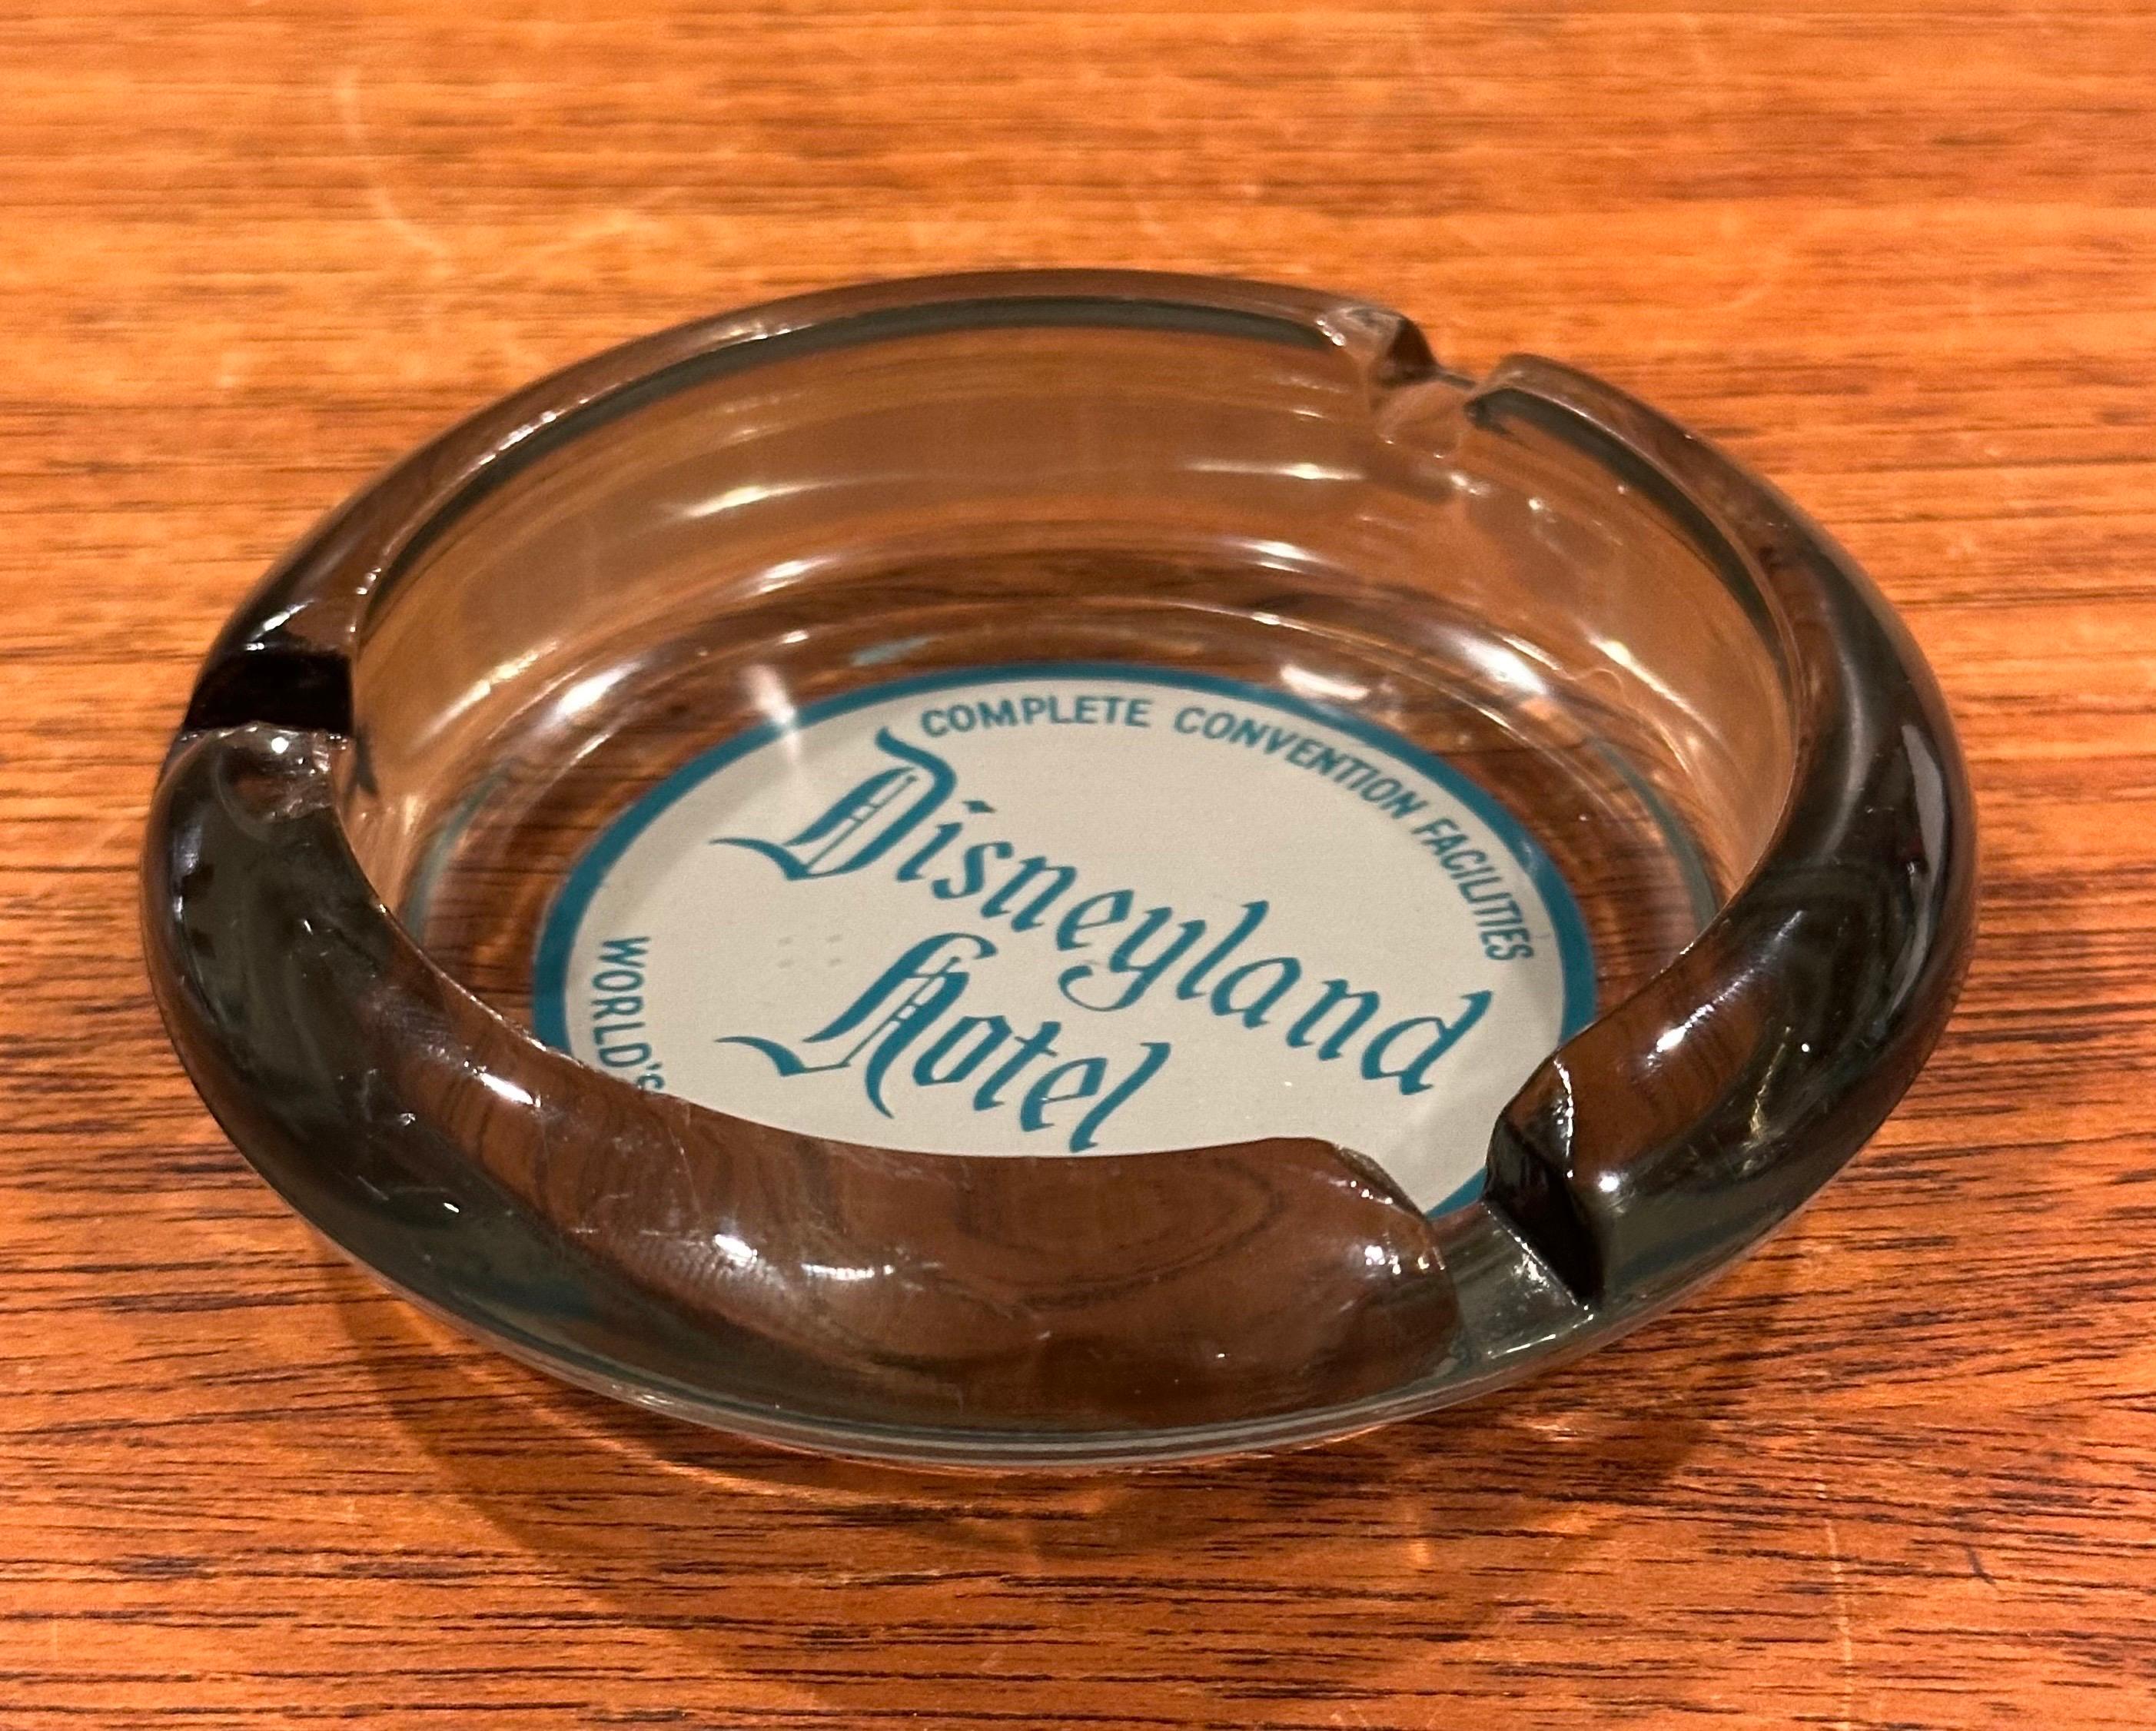 COMPLETE CONVENTION FACILITIES
Disneyland
Hotel
WORLD'S